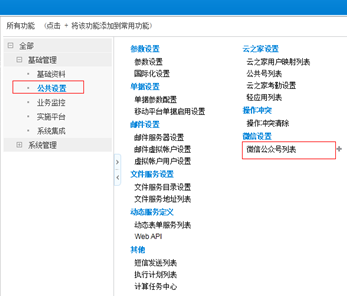 所有功能 (点击 + 将该功能添加到常用功能)
全部
基础管理
基础资料
公共设置
业务监控
实施平台
系统集成
系统管理
参数设置
参数设置
国际化设置
单据设置
单据参数配置
移动平台单据启用设置
邮件设置
邮件服务器设置
邮件虚拟帐户设置
虚拟帐户用户设置
文件服务设置
文件服务目录设置
文件服务地址列表
动态服务定义
动态表单服务列表
Web API
其他
短信发送列表
执行计划列表
计算任务中心
云之家设置
云之家用户映射列表
公共号列表
云之家考勤设置
轻应用列表
操作冲突
操作冲突清除
微信设置
微信公众号列表